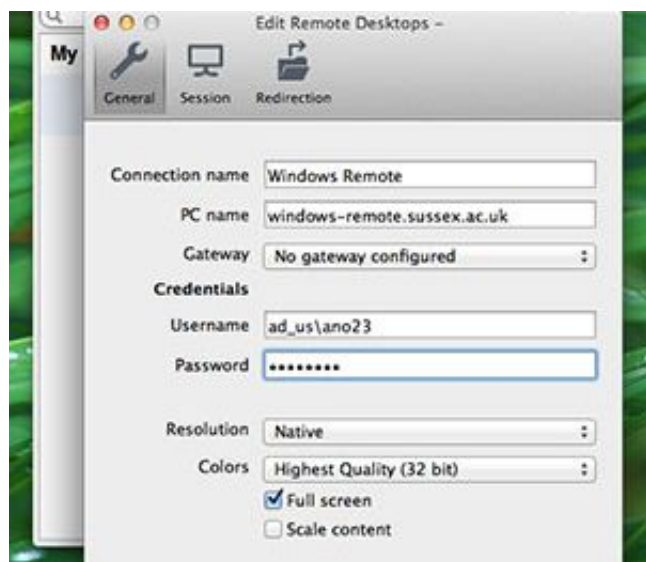 Edit Remote Desktops –
My
General Session Redirection
Connection name Windows Remote
PC name windows-remote.sussex.ac.uk
Gateway No gateway configured
Credentials
Username ad_us\ano23
Password ••••••••
Resolution Native
Colors Highest Quality (32 bit)
Full screen
Scale content